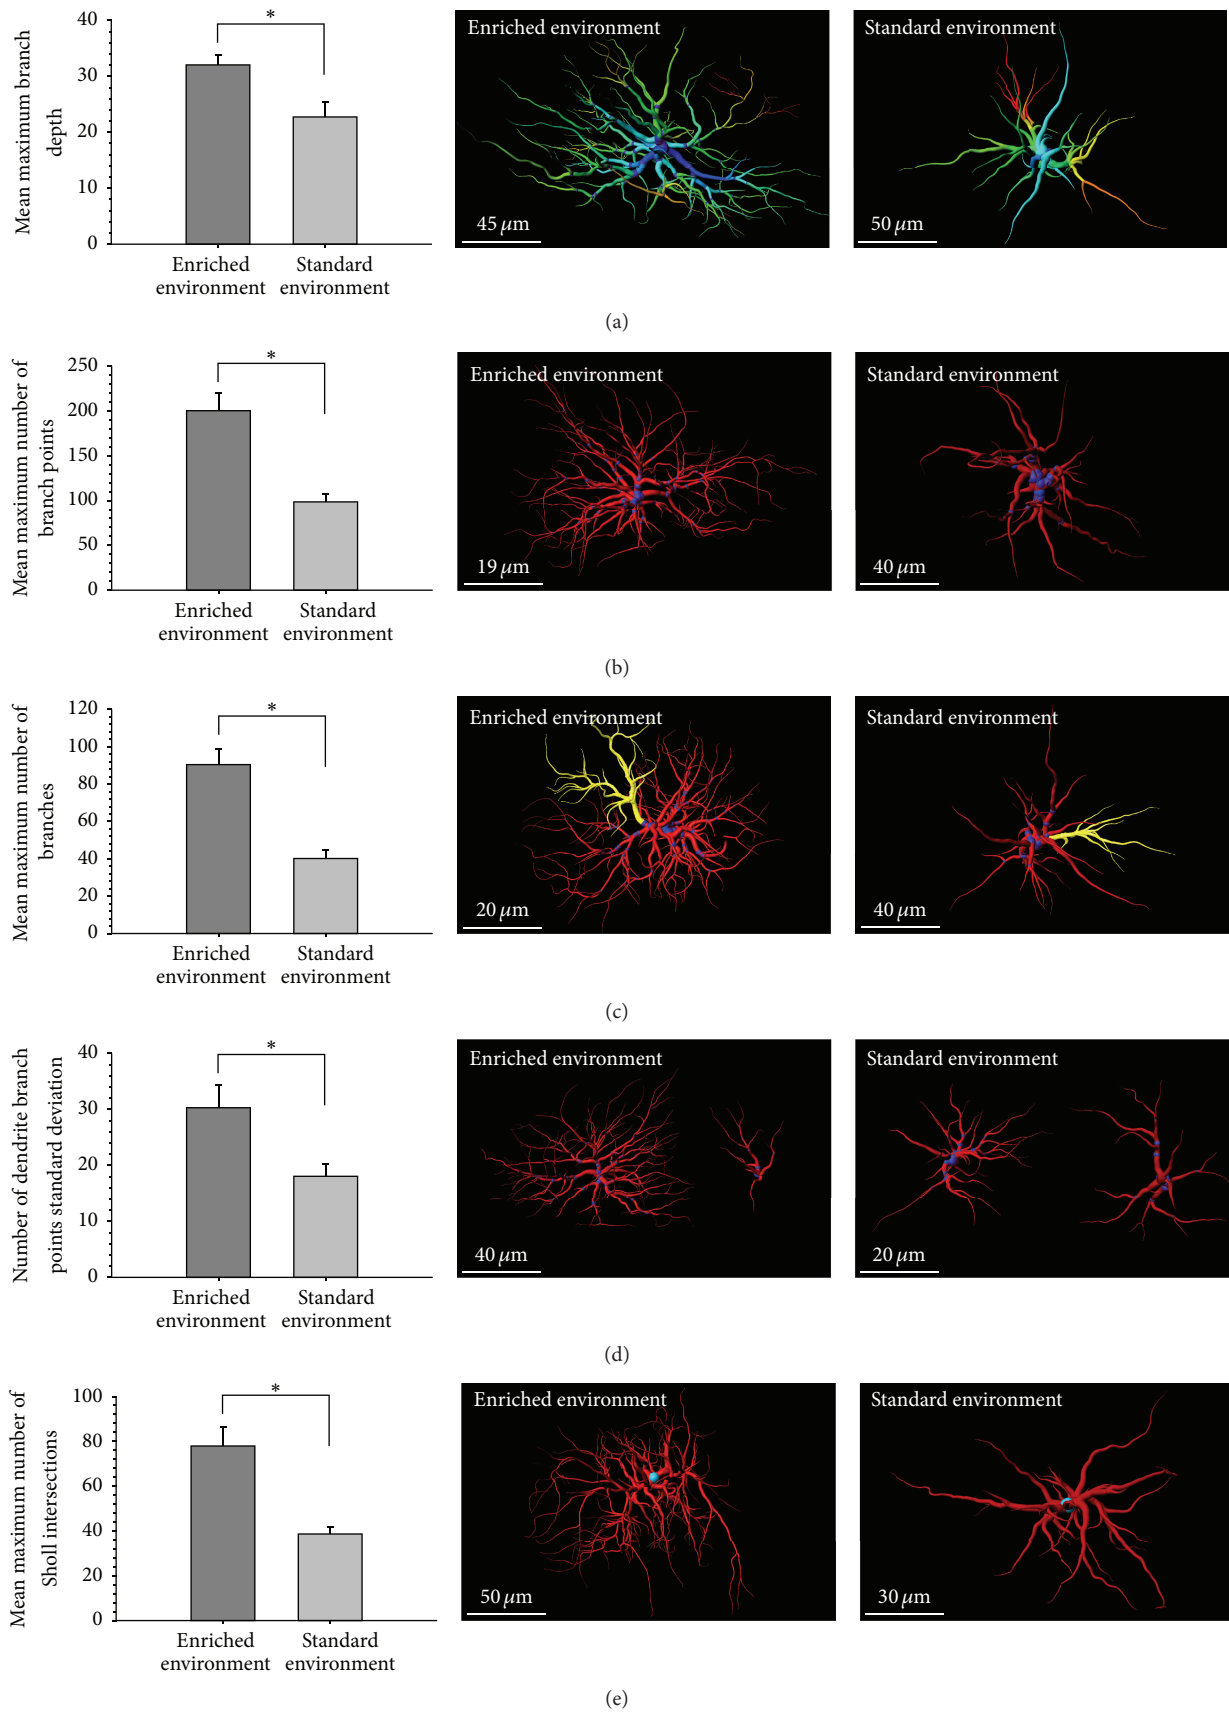 Mean maximum branch
depth
40
30
20
10
0
*
Enriched
environment
Standard
environment
Enriched environment
45 μm
Standard environment
50 μm
(a)
Mean maximum number of
branch points
250
200
150
100
50
0
*
Enriched
environment
Standard
environment
Enriched environment
19 μm
Standard environment
40 μm
(b)
Mean maximum number of
branches
120
100
80
60
40
20
0
*
Enriched
environment
Standard
environment
Enriched environment
20 μm
Standard environment
40 μm
(c)
Number of dendrite branch
points standard deviation
40
30
20
10
0
*
Enriched
environment
Standard
environment
Enriched environment
40 μm
Standard environment
20 μm
(d)
Mean maximum number of
Sholl intersections
100
80
60
40
20
0
*
Enriched
environment
Standard
environment
Enriched environment
50 μm
Standard environment
30 μm
(e)